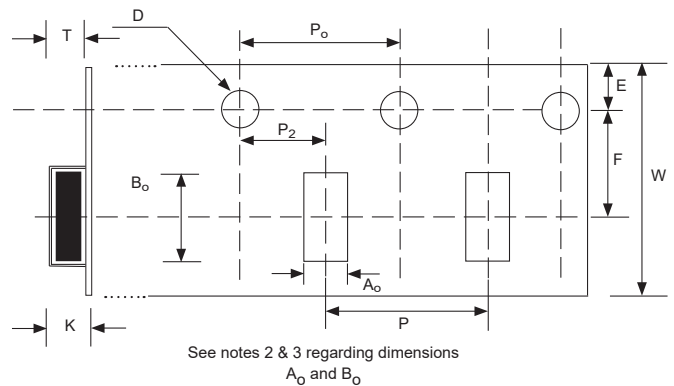 T
D
Pₒ
E
P₂
F
W
Bₒ
Aₒ
K
P
See notes 2 & 3 regarding dimensions
Aₒ and Bₒ